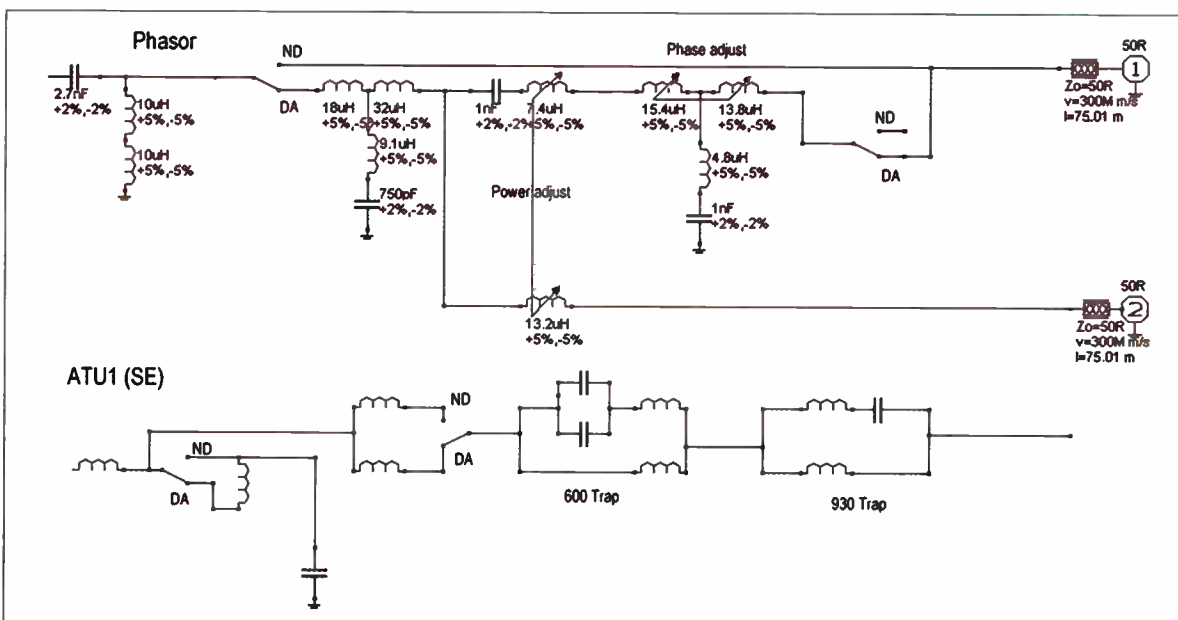 Phasor
ND
Phase adjust
50R
1
DA
2.7nF
+2%,-2%
10uH
+5%,-5%
10uH
+5%,-5%
18uH
+5%,-5%
32uH
+5%,-5%
9.1uH
+5%,-5%
750pF
+2%,-2%
1nF
+2%,-2%
7.4uH
+5%,-5%
Power adjust
15.4uH
+5%,-5%
13.8uH
+5%,-5%
4.8uH
+5%,-5%
1nF
+2%,-2%
ND
DA
Zo=50R
v=300M m/s
l=75.01 m
13.2uH
+5%,-5%
50R
2
Zo=50R
v=300M m/s
l=75.01 m
ATU1 (SE)
ND
DA
ND
DA
600 Trap
930 Trap